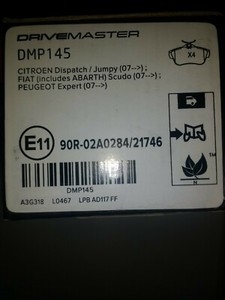 DRIVEMASTER
DMP145
X4
CITROEN Dispatch / Jumpy (07-->) ;
FIAT (includes ABARTH) Scudo (07-->) ;
PEUGEOT Expert (07-->)
E11 90R-02A0284/21746
TM
N
DMP145
A3G318 L0467 LPB AD117 FF